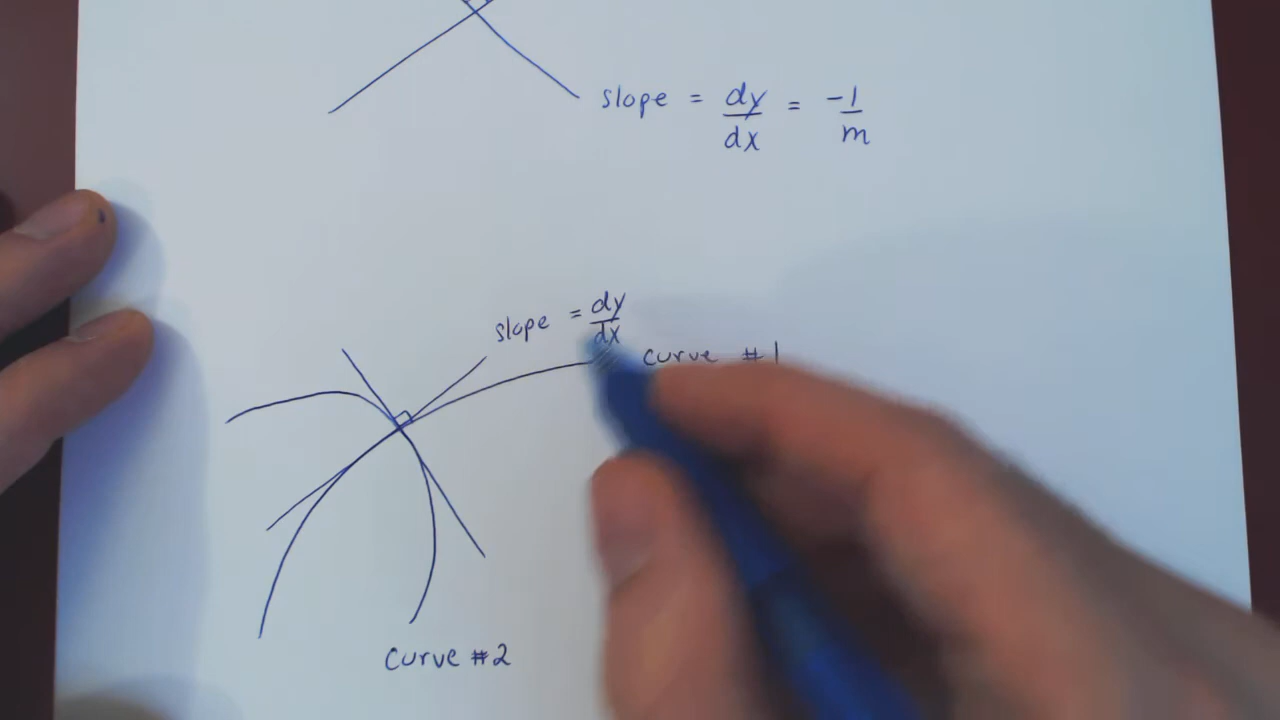 slope = dy/dx = -1/m
slope = dy/dx
curve #1
curve #2